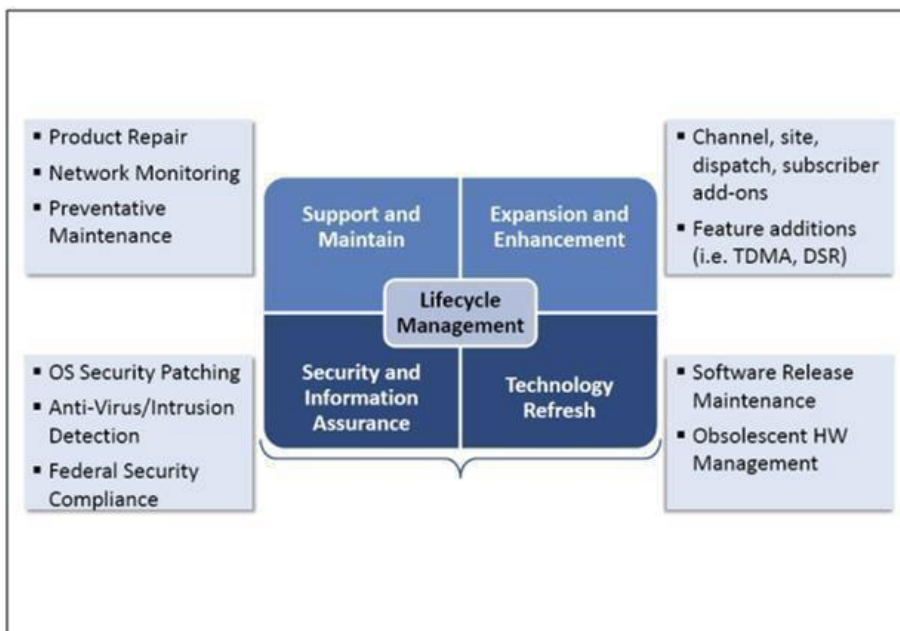 ▪ Product Repair
▪ Network Monitoring
▪ Preventative
Maintenance
Support and
Maintain
Expansion and
Enhancement
▪ Channel, site,
dispatch, subscriber
add-ons
▪ Feature additions
(i.e. TDMA, DSR)
Lifecycle
Management
▪ OS Security Patching
▪ Anti-Virus/Intrusion
Detection
▪ Federal Security
Compliance
Security and
Information
Assurance
Technology
Refresh
▪ Software Release
Maintenance
▪ Obsolescent HW
Management